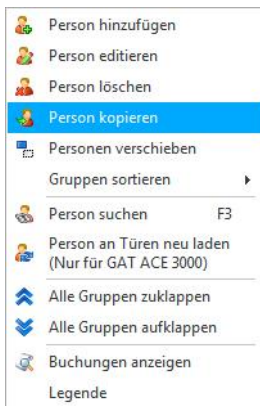 Person hinzufügen
Person editieren
Person löschen
Person kopieren
Personen verschieben
Gruppen sortieren
Person suchen F3
Person an Türen neu laden
(Nur für GAT ACE 3000)
Alle Gruppen zuklappen
Alle Gruppen aufklappen
Buchungen anzeigen
Legende